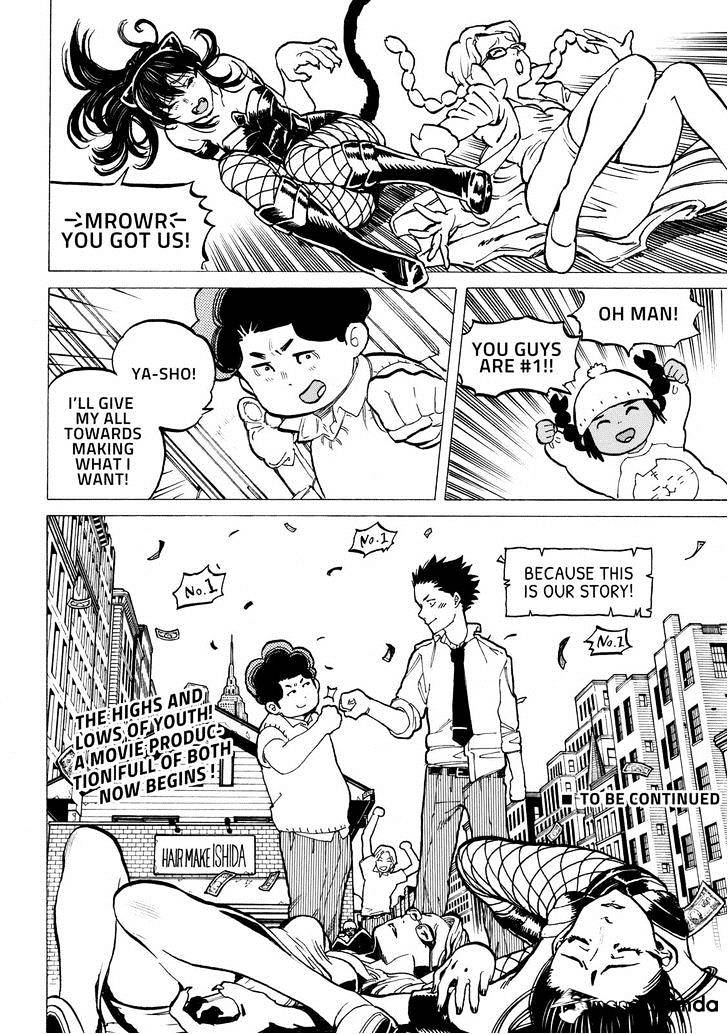 MROWR
YOU GOT US!
OH MAN!
YOU GUYS
ARE #1!!
YA-SHO!
I'LL GIVE
MY ALL
TOWARDS
MAKING
WHAT I
WANT!
No.1
No.1
BECAUSE THIS
IS OUR STORY!
No.1
THE HIGHS AND
LOWS OF YOUTH!
A MOVIE PRODUC-
TION FULL OF BOTH
NOW BEGINS!
■ TO BE CONTINUED
HAIR MAKE ISHIDA